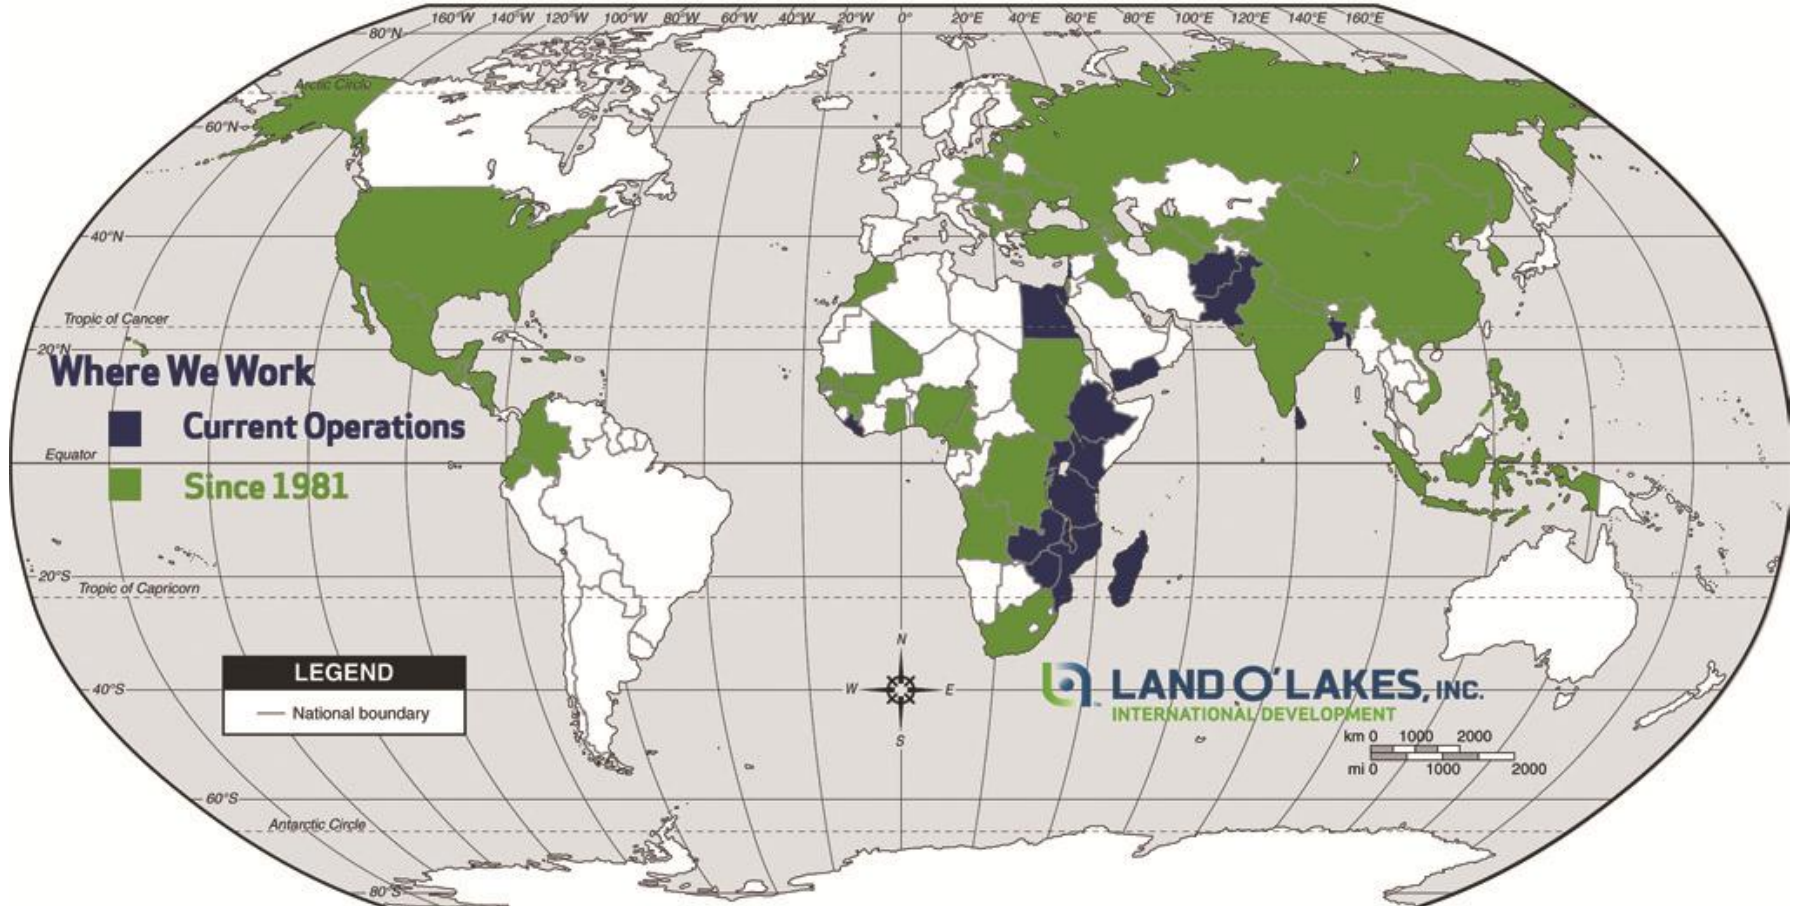 160°W 140°W 120°W 100°W 80°W 60°W 40°W 20°W 0° 20°E 40°E 60°E 80°E 100°E 120°E 140°E 160°E
80°N
Arctic Circle
60°N
40°N
Tropic of Cancer
20°N
Where We Work
Current Operations
Equator
Since 1981
20°S
Tropic of Capricorn
LEGEND
National boundary
40°S
N
W E
S
LAND O'LAKES, INC.
INTERNATIONAL DEVELOPMENT
km 0 1000 2000
mi 0 1000 2000
60°S
Antarctic Circle
80°S